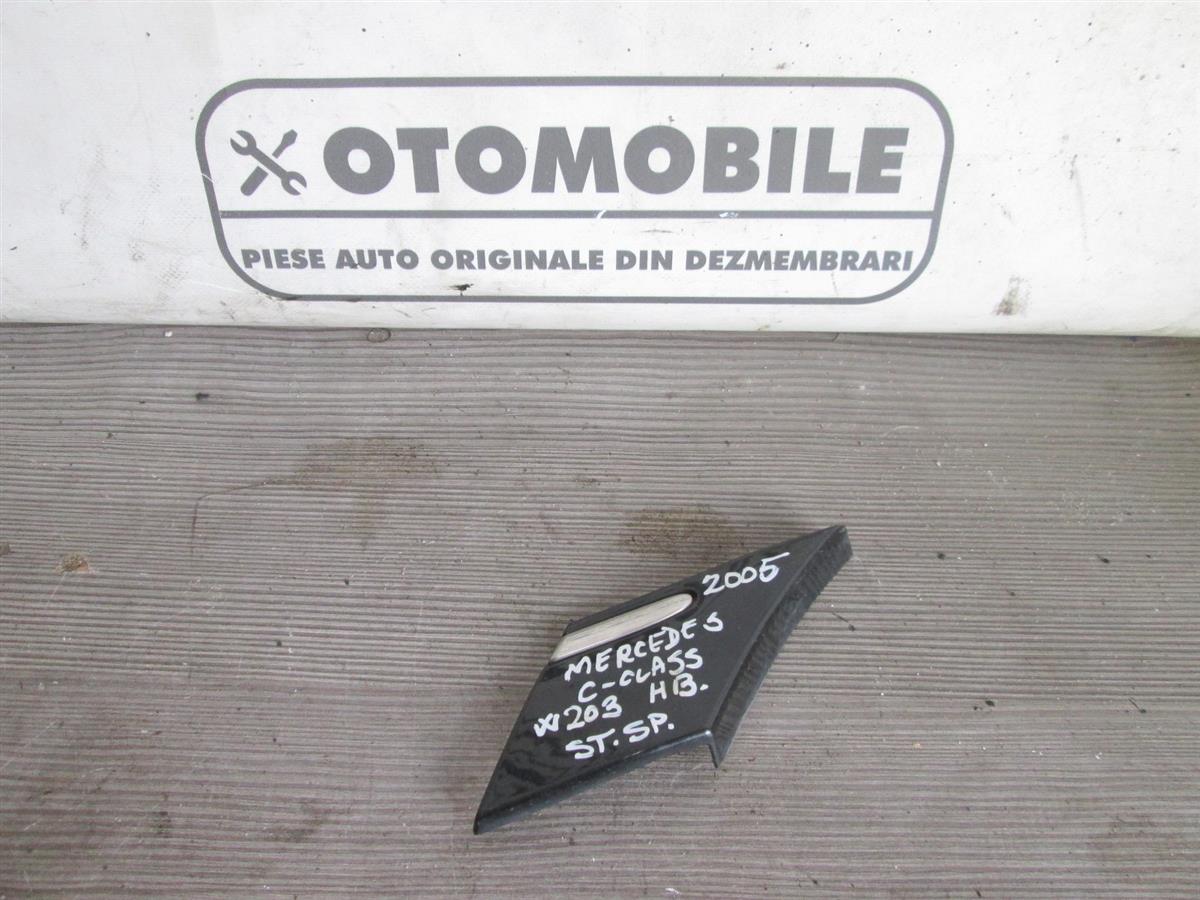 OTOMOBILE
PIESE AUTO ORIGINALE DIN DEZMEMBRARI
2005
MERCEDES
C-CLASS
W203 HB.
ST. SP.